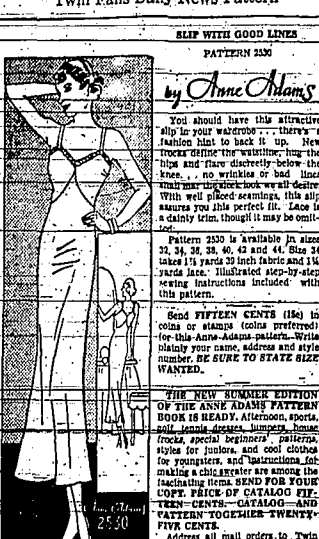 Twin Falls Daily News Pattern
SLIP WITH GOOD LINES
PATTERN 2530
by Anne Adams
You should have this attractive
slip in your wardrobe . . . there's a
fashion hint to back it up. New
frocks define the waistline, hug the
hips and flare discreetly below the
knee. . . no wrinkles or bad lines
shall mar the sleek look we all desire.
With well placed seamings, this slip
assures you this perfect fit. Lace is
a dainty trim, though it may be omit-
ted.
Pattern 2530 is available in sizes
32, 34, 36, 38, 40, 42 and 44. Size 34
takes yards 39 inch fabric and 1¾
yards lace. Illustrated step-by-step
sewing instructions included with
this pattern.
Send FIFTEEN CENTS (15c) in
coins or stamps (coins preferred)
for this Anne Adams pattern. Write
plainly your name, address and style
number. BE SURE TO STATE SIZE
WANTED.
THE NEW SUMMER EDITION
OF THE ANNE ADAMS PATTERN
BOOK IS READY. Afternoon, sports,
golf, tennis dresses, jumpers, house
frocks, special beginners' patterns,
styles for juniors, and cool clothes
for youngsters, and instructions for
making a chic sweater are among the
fascinating items. SEND FOR YOUR
COPY. PRICE OF CATALOG FIF-
TEEN CENTS. CATALOG AND
PATTERN TOGETHER TWENTY-
FIVE CENTS.
Address all mail orders to Twin
2530